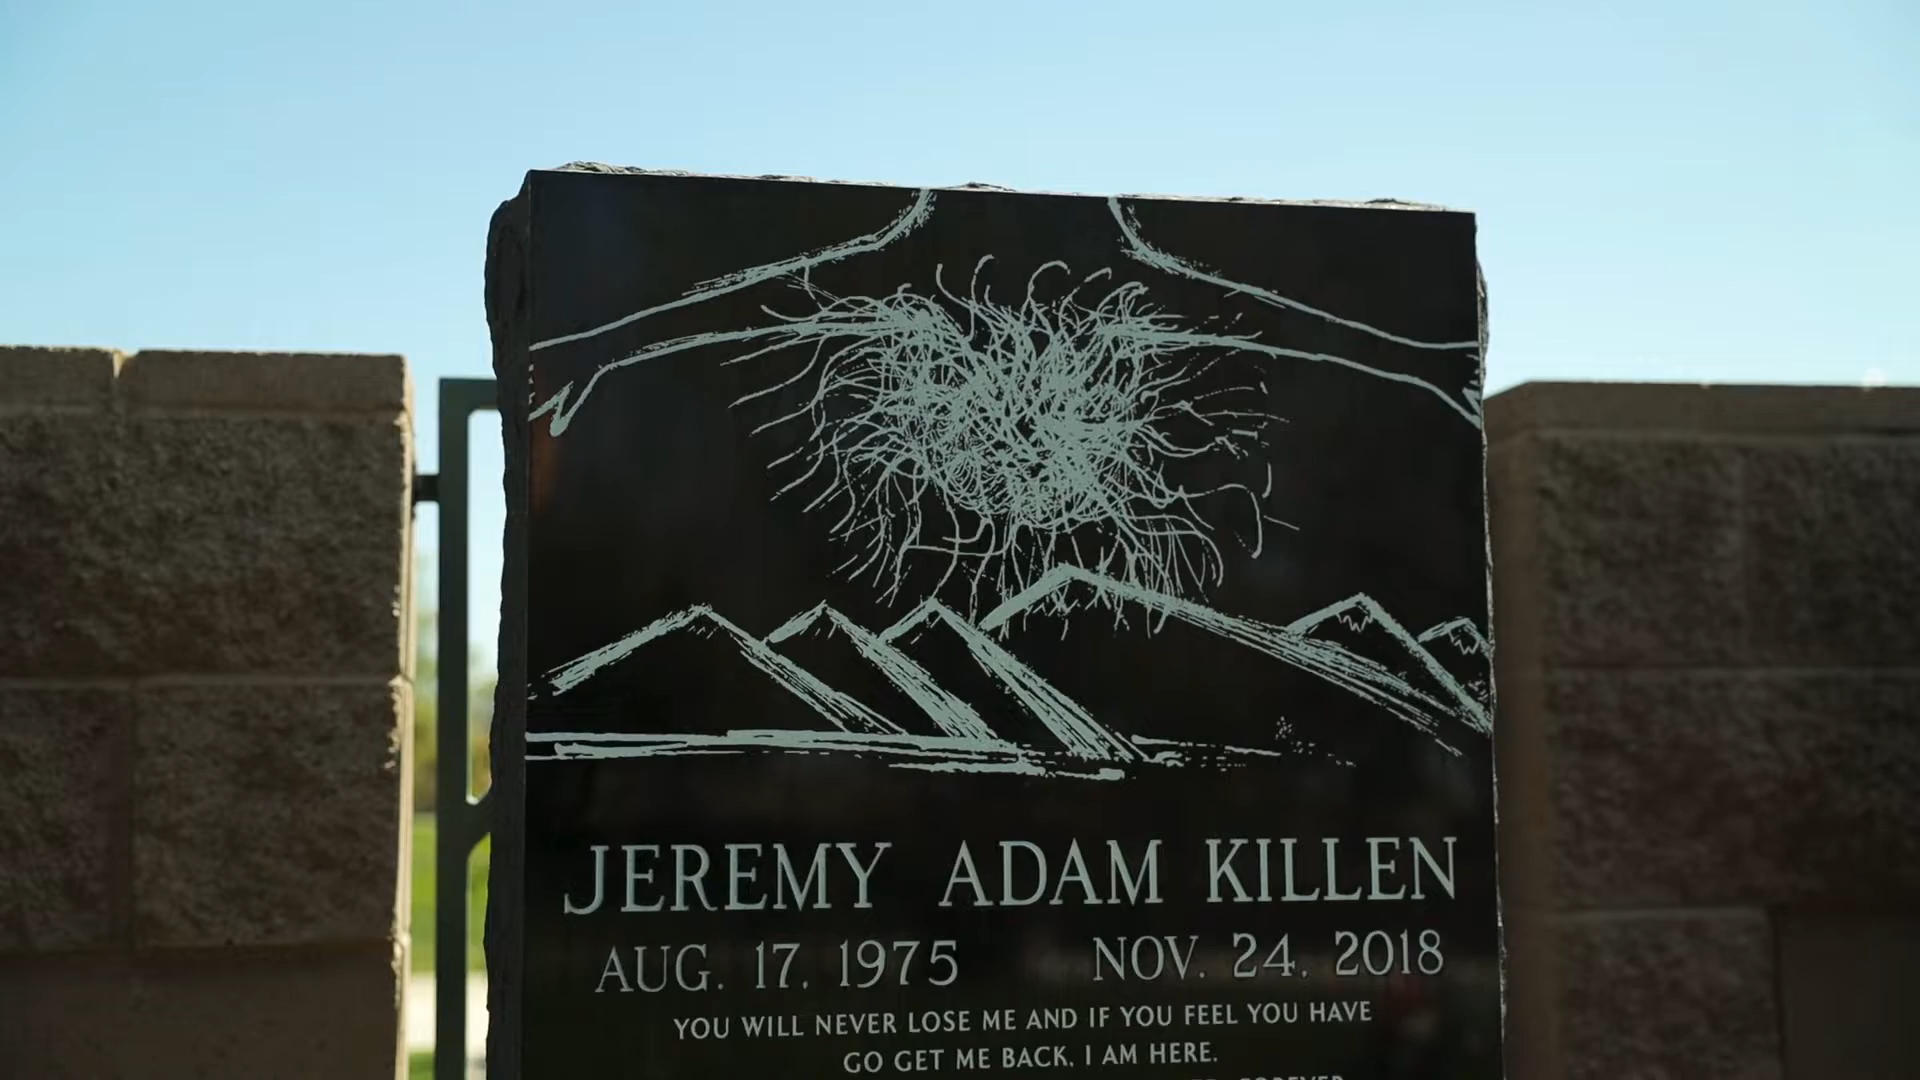 JEREMY ADAM KILLEN
AUG. 17, 1975 NOV. 24, 2018
YOU WILL NEVER LOSE ME AND IF YOU FEEL YOU HAVE
GO GET ME BACK. I AM HERE.
FOREVER